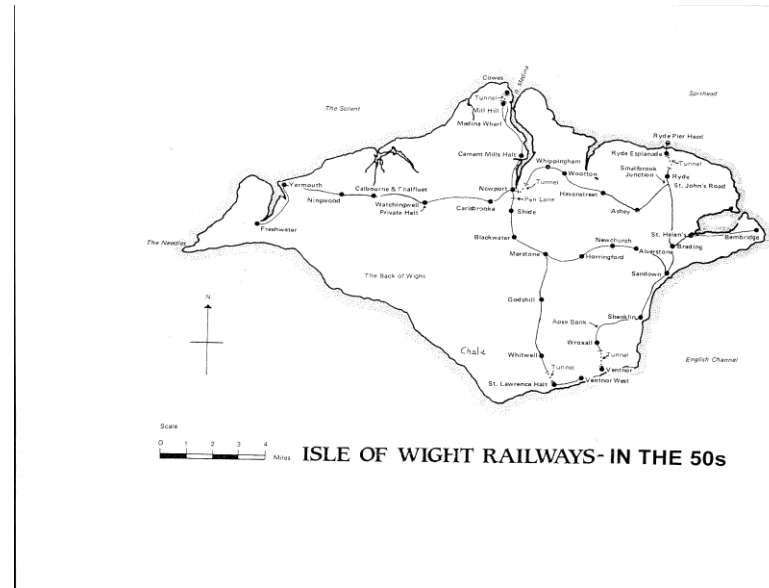 Cowes
R. Medina
Tunnel
Mill Hill
Medina Wharf
The Solent
Spithead
Ryde Pier Head
Ryde Esplanade
Tunnel
Smallbrook
Junction
Ryde
St. John's Road
Cement Mills Halt
Whippingham
Wootton
Tunnel
Newport
Pan Lane
Havenstreet
Ashey
Yarmouth
Ningwood
Calbourne & Shalfleet
Watchingwell
Private Halt
Carisbrooke
Shide
Freshwater
The Needles
St. Helen's
Bembridge
Brading
Blackwater
Newchurch
Alverstone
Merstone
Horringford
Sandown
The Back of Wight
N
Godshill
Shanklin
Apse Bank
Wroxall
Chale
Whitwell
Tunnel
Tunnel
Ventnor
English Channel
St. Lawrence Halt
Ventnor West
Scale
0 1 2 3 4
Miles
ISLE OF WIGHT RAILWAYS- IN THE 50s